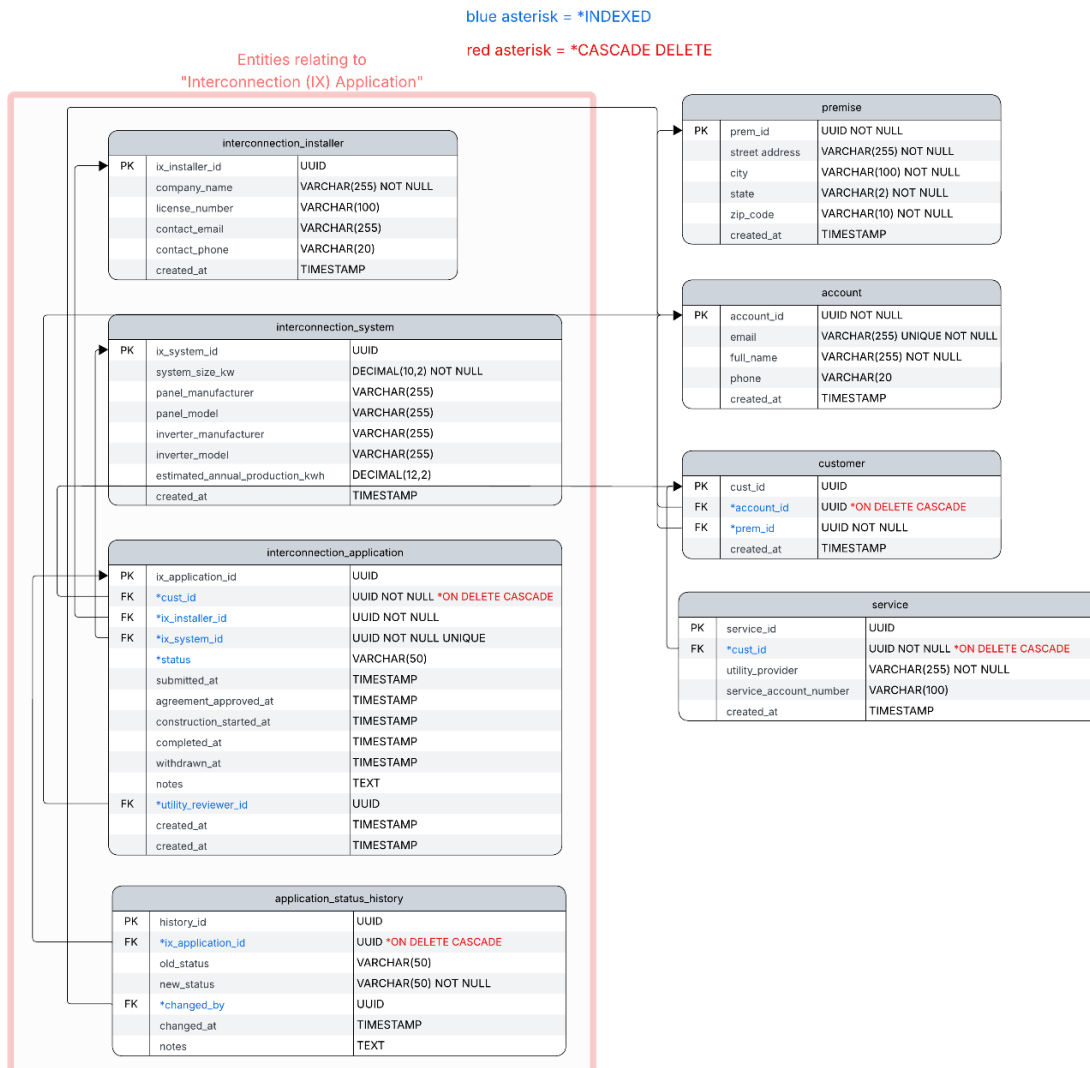 blue asterisk = *INDEXED
red asterisk = *CASCADE DELETE
Entities relating to
"Interconnection (IX) Application"
interconnection_installer
PK ix_installer_id UUID
company_name VARCHAR(255) NOT NULL
license_number VARCHAR(100)
contact_email VARCHAR(255)
contact_phone VARCHAR(20)
created_at TIMESTAMP
interconnection_system
PK ix_system_id UUID
system_size_kw DECIMAL(10,2) NOT NULL
panel_manufacturer VARCHAR(255)
panel_model VARCHAR(255)
inverter_manufacturer VARCHAR(255)
inverter_model VARCHAR(255)
estimated_annual_production_kwh DECIMAL(12,2)
created_at TIMESTAMP
interconnection_application
PK ix_application_id UUID
FK *cust_id UUID NOT NULL *ON DELETE CASCADE
FK *ix_installer_id UUID NOT NULL
FK *ix_system_id UUID NOT NULL UNIQUE
*status VARCHAR(50)
submitted_at TIMESTAMP
agreement_approved_at TIMESTAMP
construction_started_at TIMESTAMP
completed_at TIMESTAMP
withdrawn_at TIMESTAMP
notes TEXT
FK *utility_reviewer_id UUID
created_at TIMESTAMP
created_at TIMESTAMP
application_status_history
PK history_id UUID
FK *ix_application_id UUID *ON DELETE CASCADE
old_status VARCHAR(50)
new_status VARCHAR(50) NOT NULL
FK *changed_by UUID
changed_at TIMESTAMP
notes TEXT
premise
PK prem_id UUID NOT NULL
street address VARCHAR(255) NOT NULL
city VARCHAR(100) NOT NULL
state VARCHAR(2) NOT NULL
zip_code VARCHAR(10) NOT NULL
created_at TIMESTAMP
account
PK account_id UUID NOT NULL
email VARCHAR(255) UNIQUE NOT NULL
full_name VARCHAR(255) NOT NULL
phone VARCHAR(20
created_at TIMESTAMP
customer
PK cust_id UUID
FK *account_id UUID *ON DELETE CASCADE
FK *prem_id UUID NOT NULL
created_at TIMESTAMP
service
PK service_id UUID
FK *cust_id UUID NOT NULL *ON DELETE CASCADE
utility_provider VARCHAR(255) NOT NULL
service_account_number VARCHAR(100)
created_at TIMESTAMP